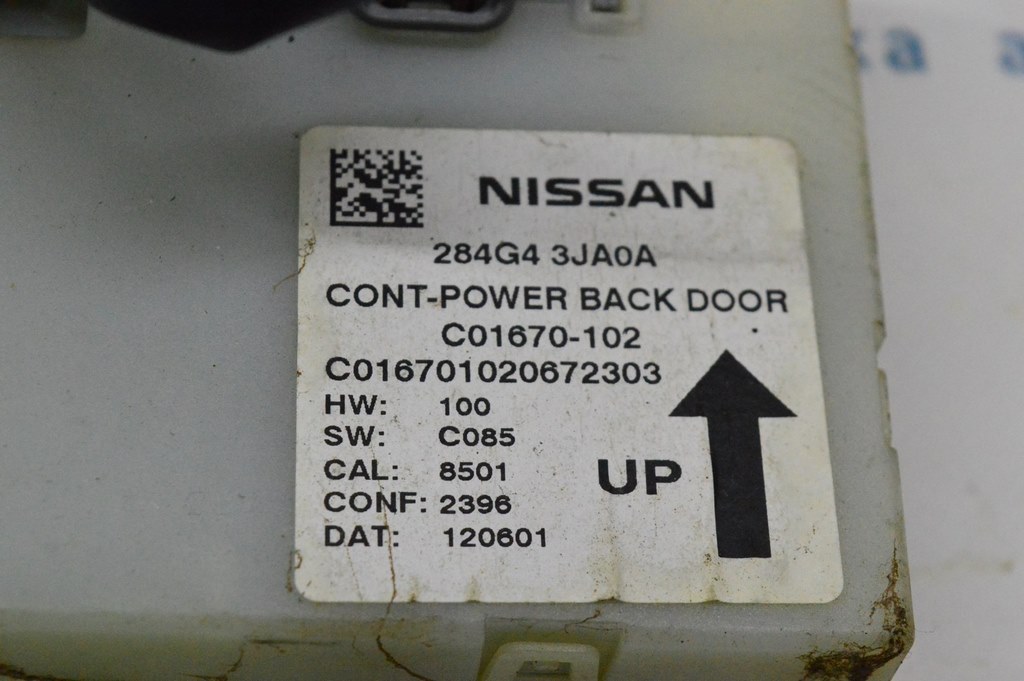 NISSAN
284G4 3JA0A
CONT-POWER BACK DOOR
C01670-102
C016701020672303
HW: 100
SW: C085
CAL: 8501
CONF: 2396
DAT: 120601
UP